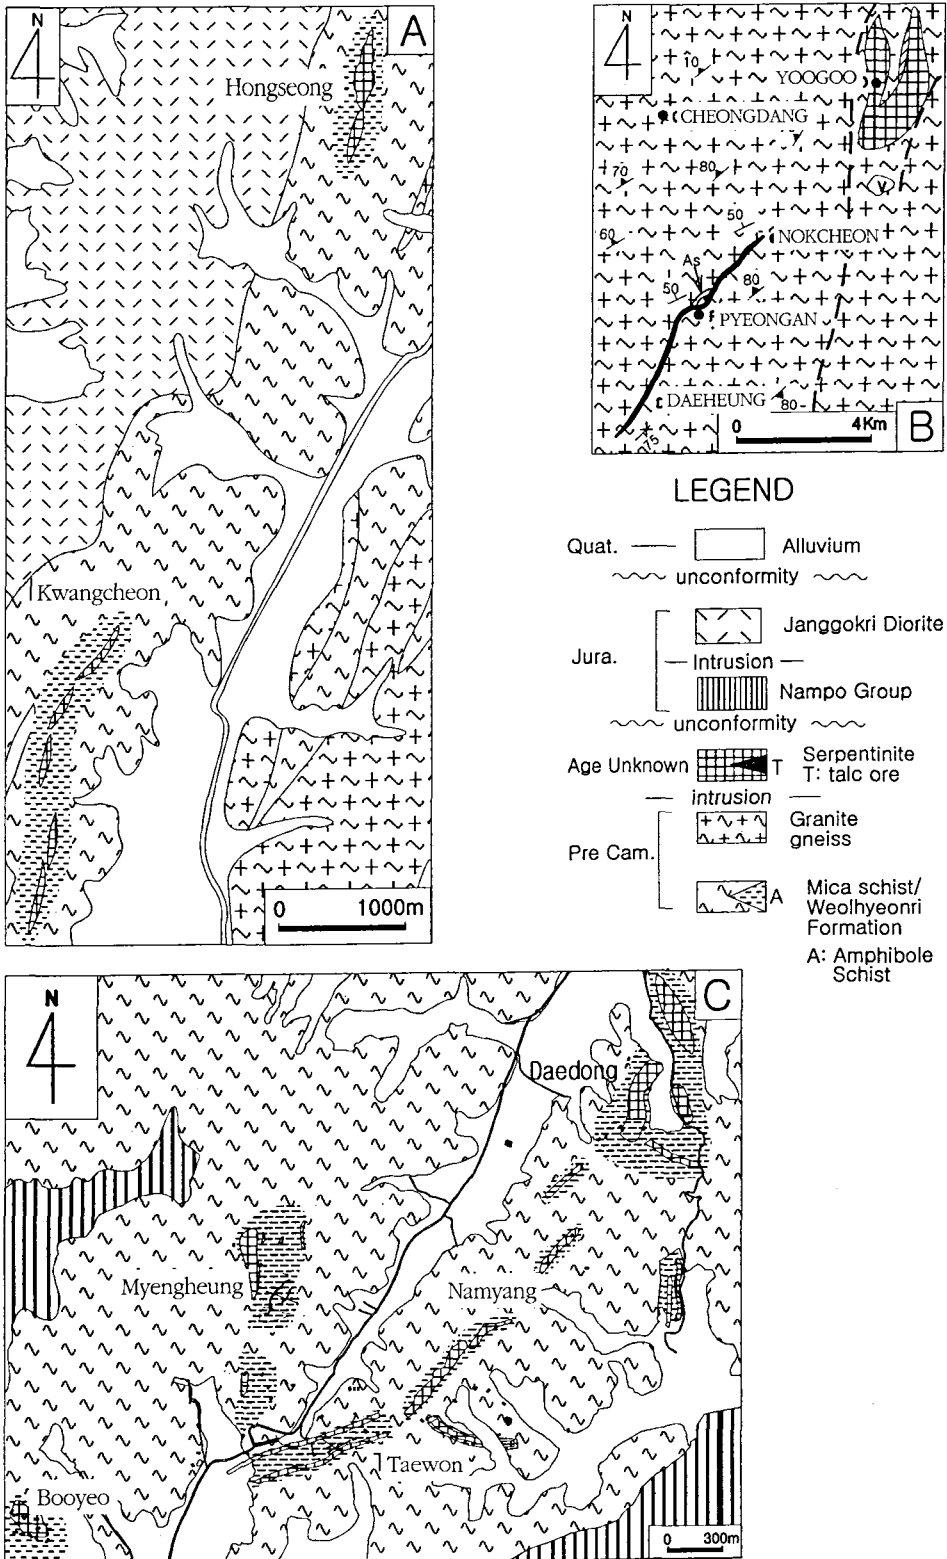 N
A
Hongseong
Kwangcheon
0 1000m
N
10
YOOGOO
CHEONGDANG
70
80
V
50
60
NOKCHEON
As
50
80
PYEONGAN
DAEHEUNG
80
75
0 4Km
B
LEGEND
Quat. Alluvium
unconformity
Jura.
Janggokri Diorite
Intrusion
Nampo Group
unconformity
Age Unknown
T
Serpentinite
T: talc ore
intrusion
Pre Cam.
Granite
gneiss
A
Mica schist/
Weolhyeonri
Formation
A: Amphibole
Schist
N
C
Daedong
Myengheung
Namyang
Taewon
Booyeo
0 300m